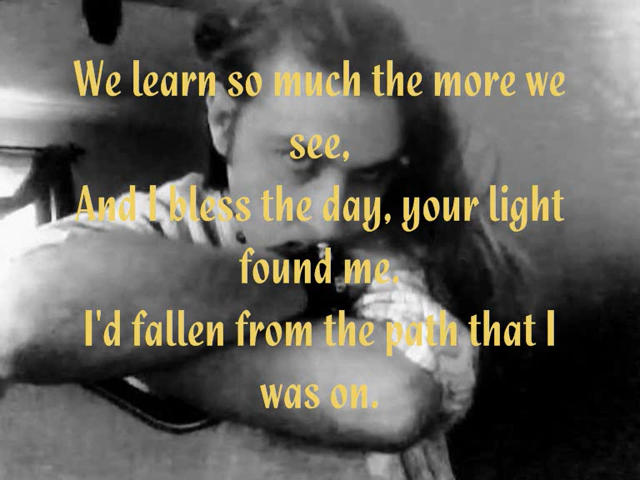 We learn so much the more we
see,
And I bless the day, your light
found me.
I'd fallen from the path that I
was on.